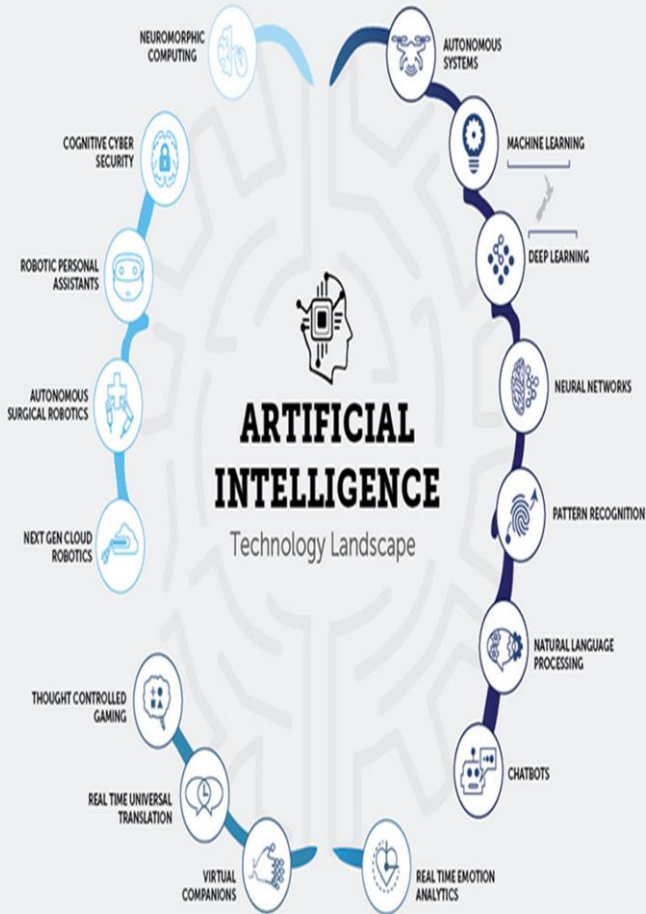 ARTIFICIAL
INTELLIGENCE
Technology Landscape
AUTONOMOUS
SYSTEMS
MACHINE LEARNING
DEEP LEARNING
NEURAL NETWORKS
PATTERN RECOGNITION
NATURAL LANGUAGE
PROCESSING
CHATBOTS
REAL TIME EMOTION
ANALYTICS
VIRTUAL
COMPANIONS
REAL TIME UNIVERSAL
TRANSLATION
THOUGHT CONTROLLED
GAMING
NEXT GEN CLOUD
ROBOTICS
AUTONOMOUS
SURGICAL ROBOTICS
ROBOTIC PERSONAL
ASSISTANTS
COGNITIVE CYBER
SECURITY
NEUROMORPHIC
COMPUTING